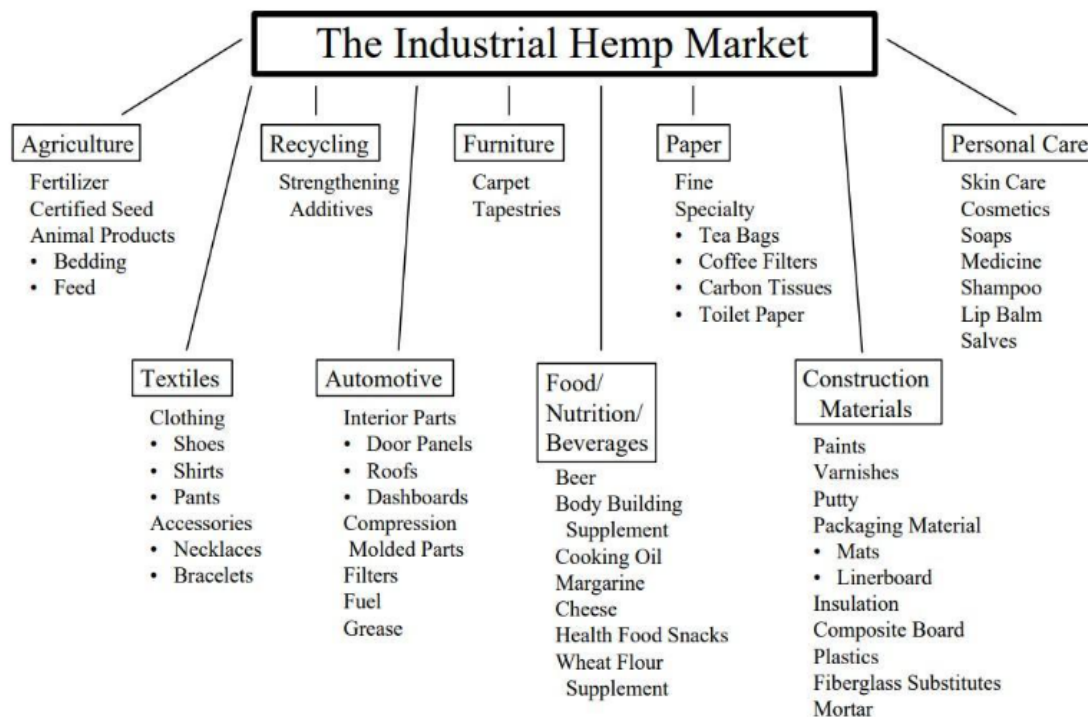 The Industrial Hemp Market
Agriculture
Fertilizer
Certified Seed
Animal Products
• Bedding
• Feed
Recycling
Strengthening
Additives
Furniture
Carpet
Tapestries
Paper
Fine
Specialty
• Tea Bags
• Coffee Filters
• Carbon Tissues
• Toilet Paper
Personal Care
Skin Care
Cosmetics
Soaps
Medicine
Shampoo
Lip Balm
Salves
Textiles
Clothing
• Shoes
• Shirts
• Pants
Accessories
• Necklaces
• Bracelets
Automotive
Interior Parts
• Door Panels
• Roofs
• Dashboards
Compression
Molded Parts
Filters
Fuel
Grease
Food/
Nutrition/
Beverages
Beer
Body Building
Supplement
Cooking Oil
Margarine
Cheese
Health Food Snacks
Wheat Flour
Supplement
Construction
Materials
Paints
Varnishes
Putty
Packaging Material
• Mats
• Linerboard
Insulation
Composite Board
Plastics
Fiberglass Substitutes
Mortar